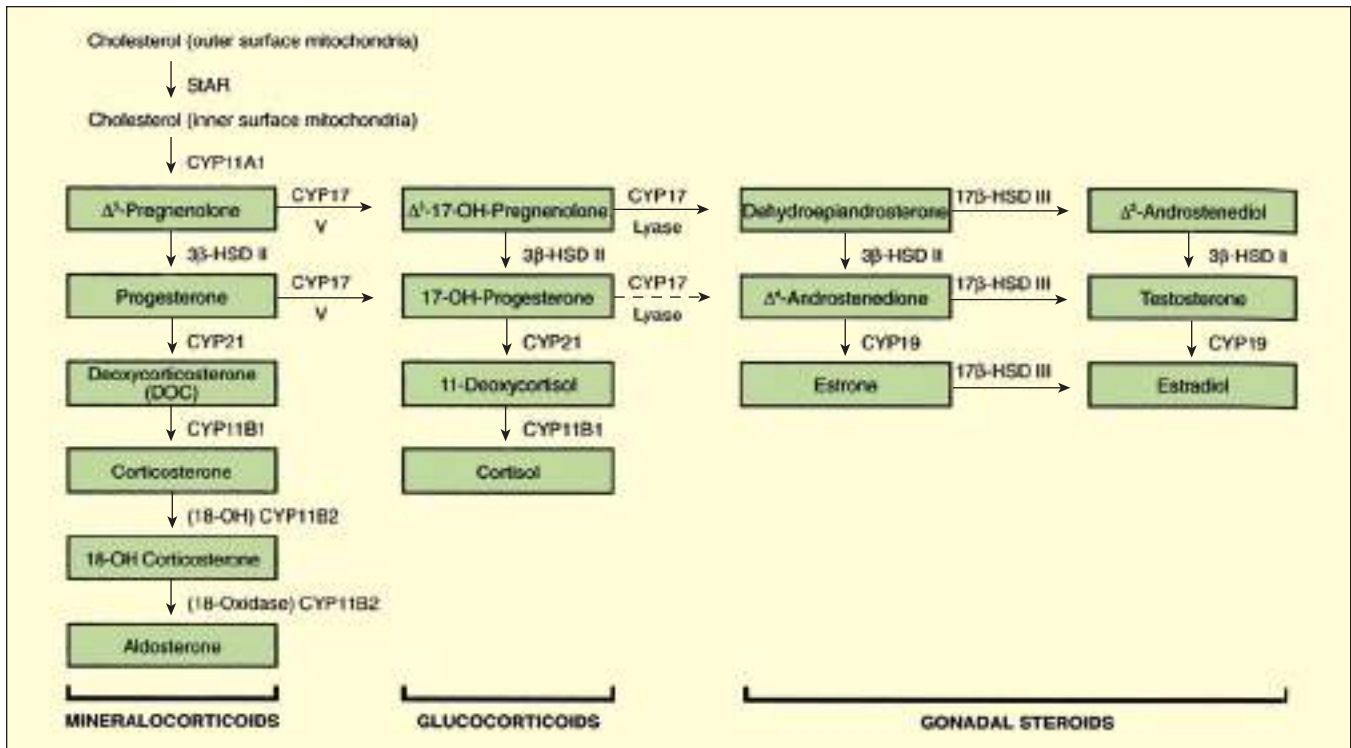 Cholesterol (outer surface mitochondria)
StAR
Cholesterol (inner surface mitochondria)
CYP11A1
Δ⁵-Pregnenolone
CYP17
V
Δ⁵-17-OH-Pregnenolone
CYP17
Lyase
Dehydroepiandrosterone
17β-HSD III
Δ⁵-Androstenediol
3β-HSD II
3β-HSD II
3β-HSD II
3β-HSD II
Progesterone
CYP17
V
17-OH-Progesterone
CYP17
Lyase
Δ⁴-Androstenedione
17β-HSD III
Testosterone
CYP21
CYP21
CYP19
CYP19
Deoxycorticosterone
(DOC)
11-Deoxycortisol
Estrone
17β-HSD III
Estradiol
CYP11B1
CYP11B1
Corticosterone
Cortisol
(18-OH) CYP11B2
18-OH Corticosterone
(18-Oxidase) CYP11B2
Aldosterone
MINERALOCORTICOIDS
GLUCOCORTICOIDS
GONADAL STEROIDS